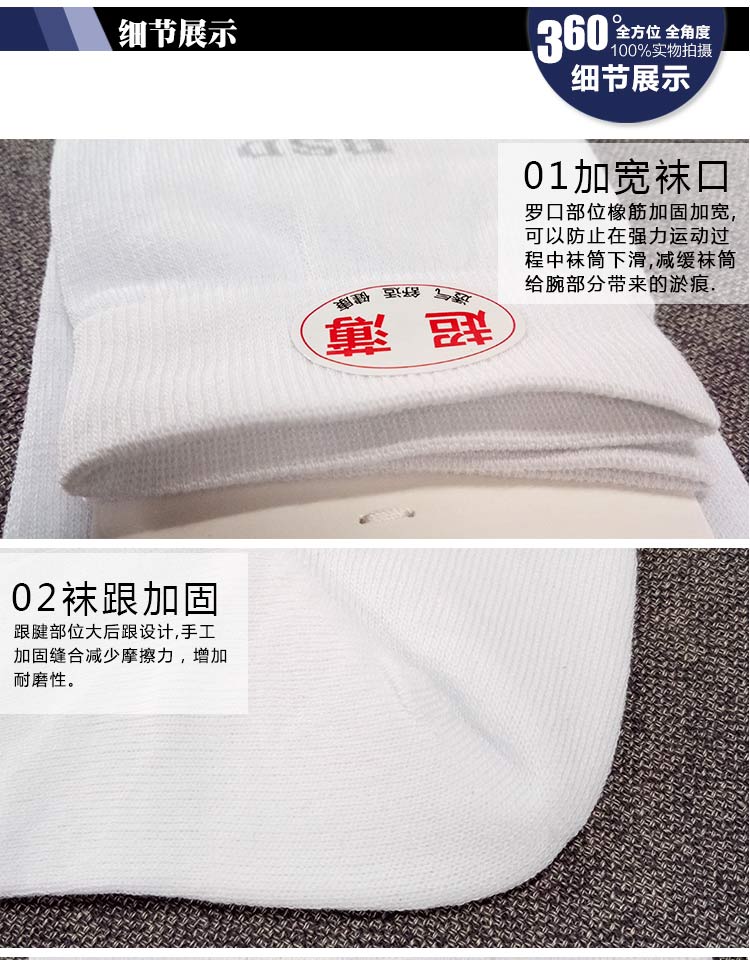 细节展示
360°全方位 全角度
100%实物拍摄
细节展示
01加宽袜口
罗口部位橡筋加固加宽,
可以防止在强力运动过
程中袜筒下滑,减缓袜筒
给腕部分带来的淤痕.
超薄
透气 舒适 健康
02袜跟加固
跟腱部位大后跟设计,手工
加固缝合减少摩擦力，增加
耐磨性。